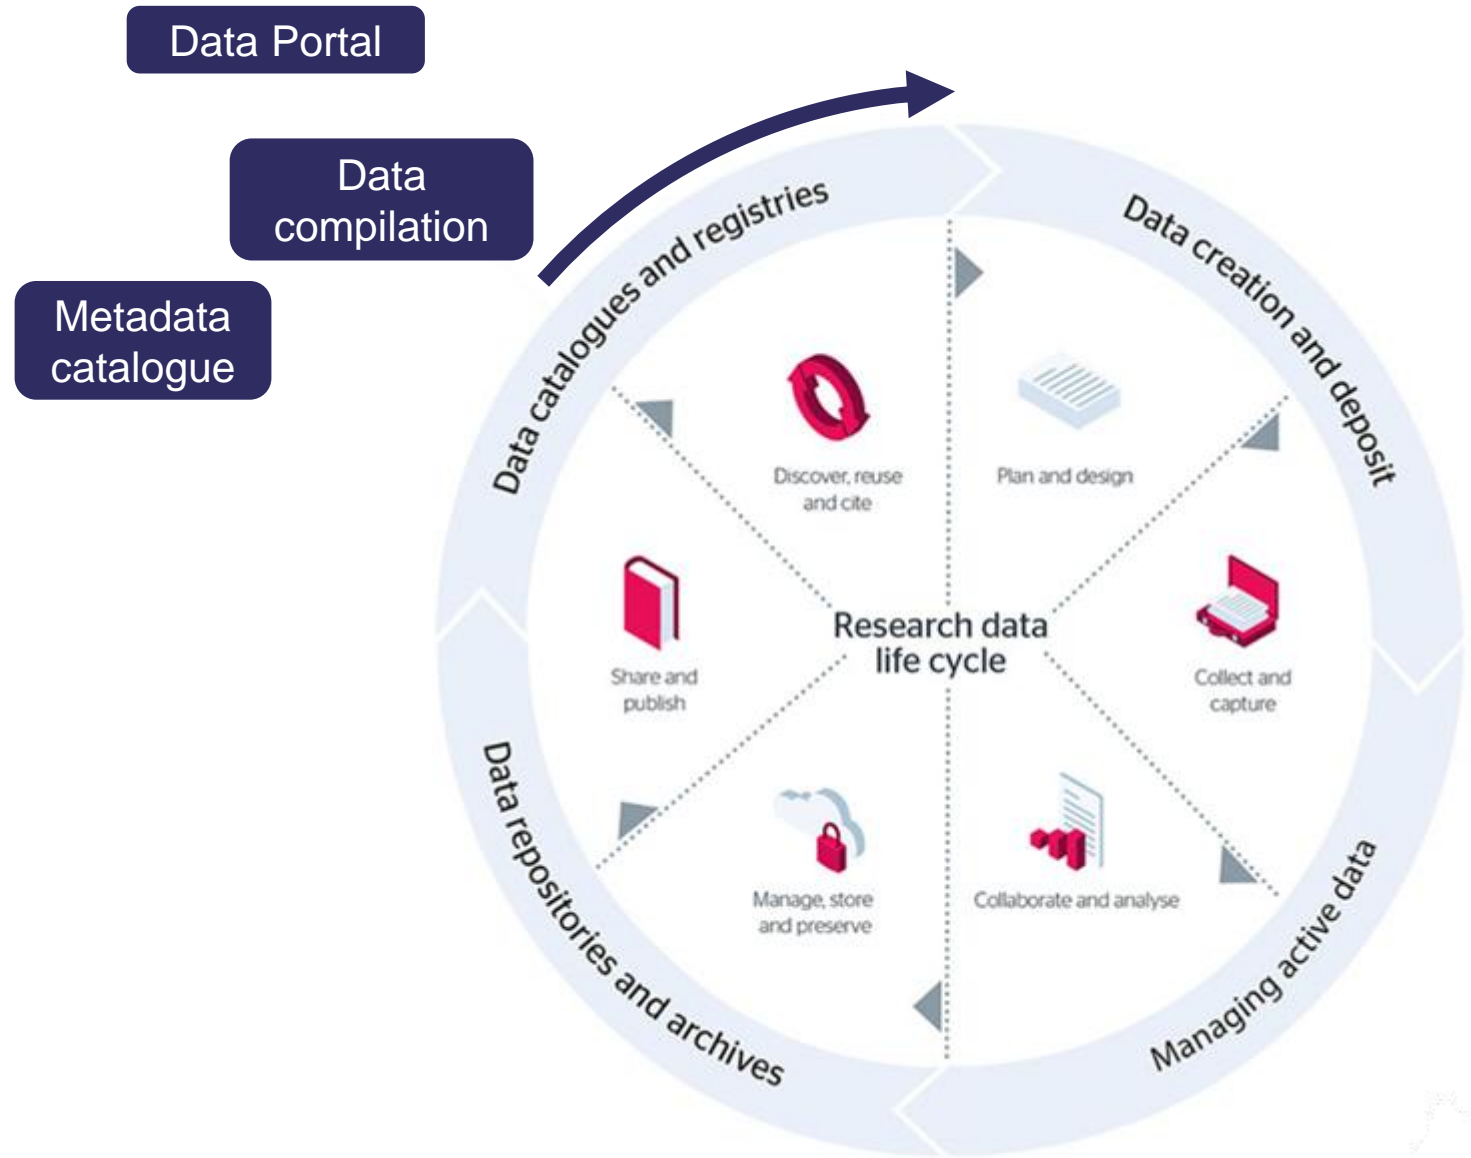 Data Portal
Data
compilation
Metadata
catalogue
Data catalogues and registries
Data creation and deposit
Discover, reuse
and cite
Plan and design
Share and
publish
Research data
life cycle
Collect and
capture
Manage, store
and preserve
Collaborate and analyse
Data repositories and archives
Managing active data